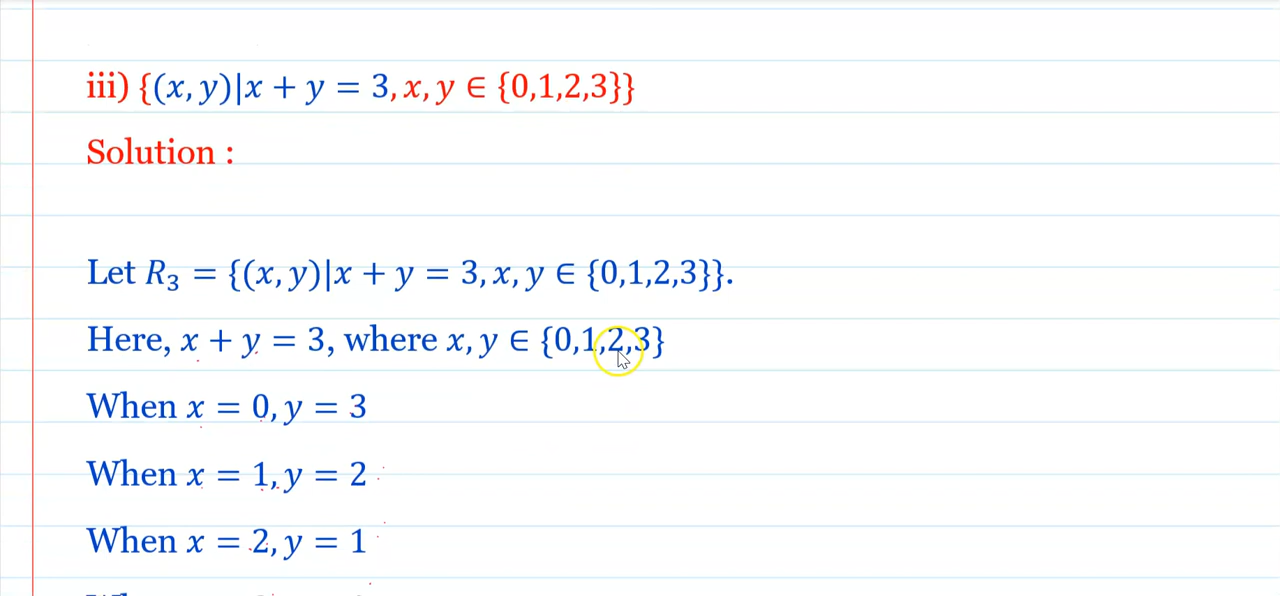 iii) {(x, y)|x + y = 3, x, y ∈ {0,1,2,3}}
Solution :
Let R₃ = {(x, y)|x + y = 3, x, y ∈ {0,1,2,3}}.
Here, x + y = 3, where x, y ∈ {0,1,2,3}
When x = 0, y = 3
When x = 1, y = 2
When x = 2, y = 1